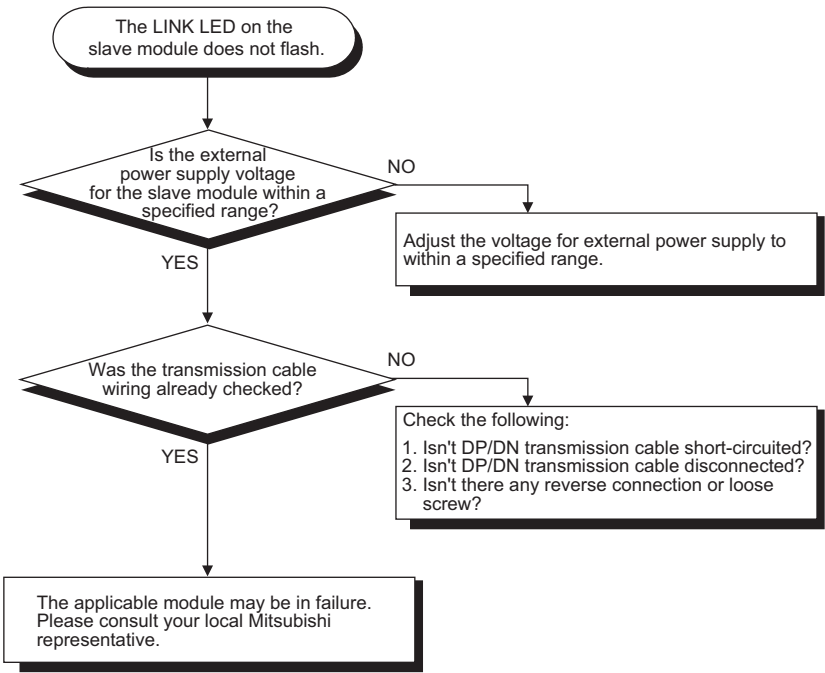 The LINK LED on the
slave module does not flash.
Is the external
power supply voltage
for the slave module within a
specified range?
NO
Adjust the voltage for external power supply to
within a specified range.
YES
Was the transmission cable
wiring already checked?
NO
Check the following:
1. Isn't DP/DN transmission cable short-circuited?
2. Isn't DP/DN transmission cable disconnected?
3. Isn't there any reverse connection or loose
screw?
YES
The applicable module may be in failure.
Please consult your local Mitsubishi
representative.